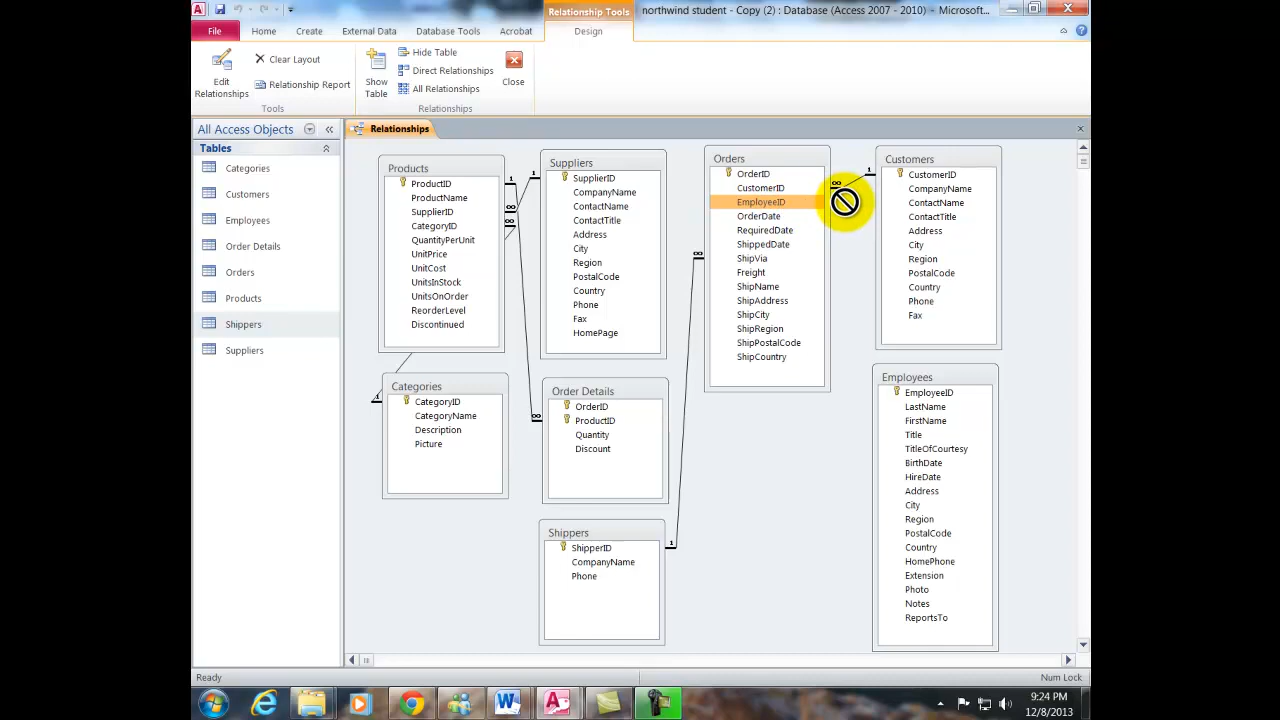 Relationship Tools
northwind student - Copy (2) : Database (Access 2007 - 2010) - Microsoft...
File Home Create External Data Database Tools Acrobat Design
Edit Relationships
Clear Layout
Relationship Report
Tools
Show Table
Hide Table
Direct Relationships
All Relationships
Close
Relationships
All Access Objects
Relationships
Tables
Categories
Customers
Employees
Order Details
Orders
Products
Shippers
Suppliers
Products
ProductID
ProductName
SupplierID
CategoryID
QuantityPerUnit
UnitPrice
UnitCost
UnitsInStock
UnitsOnOrder
ReorderLevel
Discontinued
1
∞
∞
Categories
CategoryID
CategoryName
Description
Picture
1
Suppliers
SupplierID
CompanyName
ContactName
ContactTitle
Address
City
Region
PostalCode
Country
Phone
Fax
HomePage
1
Order Details
OrderID
ProductID
Quantity
Discount
∞
Shippers
ShipperID
CompanyName
Phone
1
Orders
OrderID
CustomerID
EmployeeID
OrderDate
RequiredDate
ShippedDate
ShipVia
Freight
ShipName
ShipAddress
ShipCity
ShipRegion
ShipPostalCode
ShipCountry
∞
∞
Customers
CustomerID
CompanyName
ContactName
ContactTitle
Address
City
Region
PostalCode
Country
Phone
Fax
1
Employees
EmployeeID
LastName
FirstName
Title
TitleOfCourtesy
BirthDate
HireDate
Address
City
Region
PostalCode
Country
HomePhone
Extension
Photo
Notes
ReportsTo
Ready
Num Lock
9:24 PM
12/8/2013